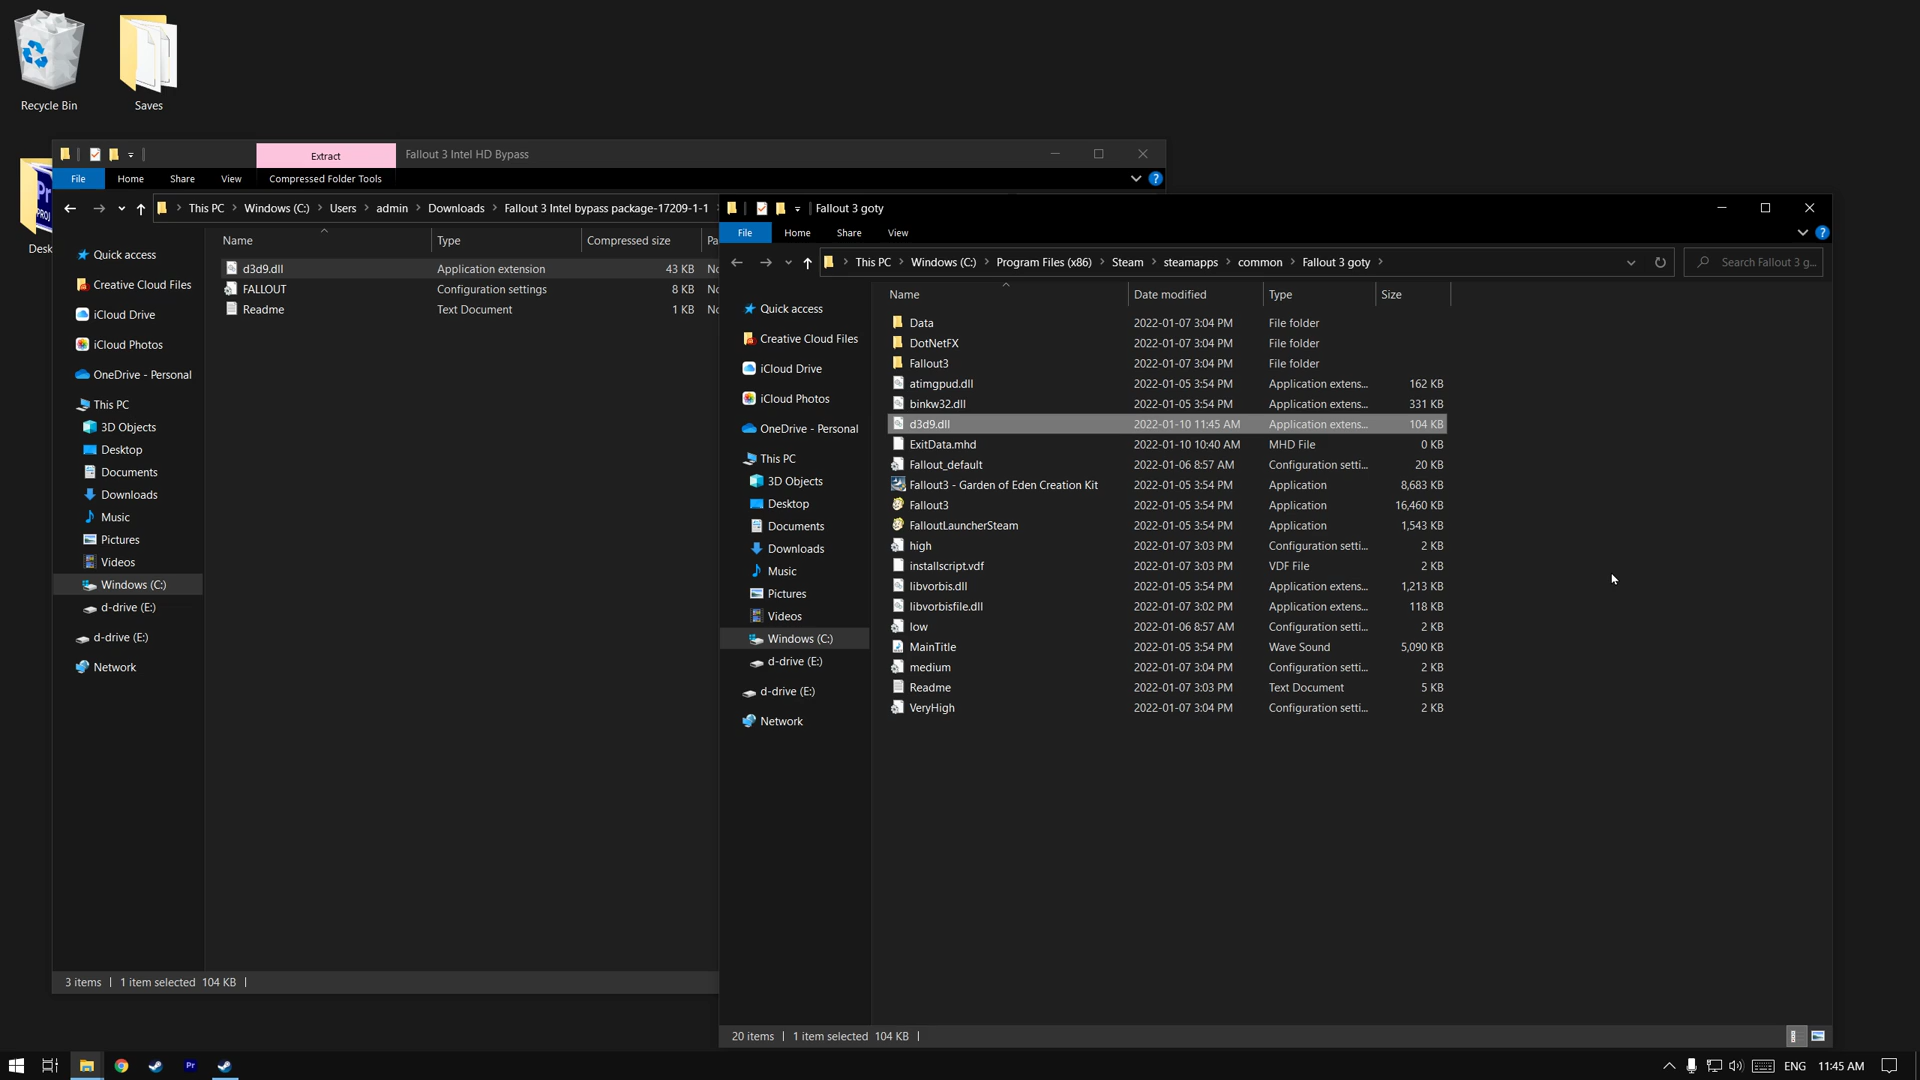 Recycle Bin
Saves
Desk
Extract
Fallout 3 Intel HD Bypass
File
Home
Share
View
Compressed Folder Tools
This PC
Windows (C:)
Users
admin
Downloads
Fallout 3 Intel bypass package-17209-1-1
Name
Type
Compressed size
Pa
d3d9.dll
Application extension
43 KB
No
FALLOUT
Configuration settings
8 KB
No
Readme
Text Document
1 KB
No
Quick access
Creative Cloud Files
iCloud Drive
iCloud Photos
OneDrive - Personal
This PC
3D Objects
Desktop
Documents
Downloads
Music
Pictures
Videos
Windows (C:)
d-drive (E:)
d-drive (E:)
Network
3 items
1 item selected 104 KB
Fallout 3 goty
File
Home
Share
View
This PC
Windows (C:)
Program Files (x86)
Steam
steamapps
common
Fallout 3 goty
Search Fallout 3 g...
Quick access
Creative Cloud Files
iCloud Drive
iCloud Photos
OneDrive - Personal
This PC
3D Objects
Desktop
Documents
Downloads
Music
Pictures
Videos
Windows (C:)
d-drive (E:)
d-drive (E:)
Network
Name Date modified Type Size
Data 2022-01-07 3:04 PM File folder
DotNetFX 2022-01-07 3:04 PM File folder
Fallout3 2022-01-07 3:04 PM File folder
atimgpud.dll 2022-01-05 3:54 PM Application extens... 162 KB
binkw32.dll 2022-01-05 3:54 PM Application extens... 331 KB
d3d9.dll 2022-01-10 11:45 AM Application extens... 104 KB
ExitData.mhd 2022-01-10 10:40 AM MHD File 0 KB
Fallout_default 2022-01-06 8:57 AM Configuration setti... 20 KB
Fallout3 - Garden of Eden Creation Kit 2022-01-05 3:54 PM Application 8,683 KB
Fallout3 2022-01-05 3:54 PM Application 16,460 KB
FalloutLauncherSteam 2022-01-05 3:54 PM Application 1,543 KB
high 2022-01-07 3:03 PM Configuration setti... 2 KB
installscript.vdf 2022-01-07 3:03 PM VDF File 2 KB
libvorbis.dll 2022-01-05 3:54 PM Application extens... 1,213 KB
libvorbisfile.dll 2022-01-07 3:02 PM Application extens... 118 KB
low 2022-01-06 8:57 AM Configuration setti... 2 KB
MainTitle 2022-01-05 3:54 PM Wave Sound 5,090 KB
medium 2022-01-07 3:04 PM Configuration setti... 2 KB
Readme 2022-01-07 3:03 PM Text Document 5 KB
VeryHigh 2022-01-07 3:04 PM Configuration setti... 2 KB
20 items
1 item selected 104 KB
Pr
ENG
11:45 AM